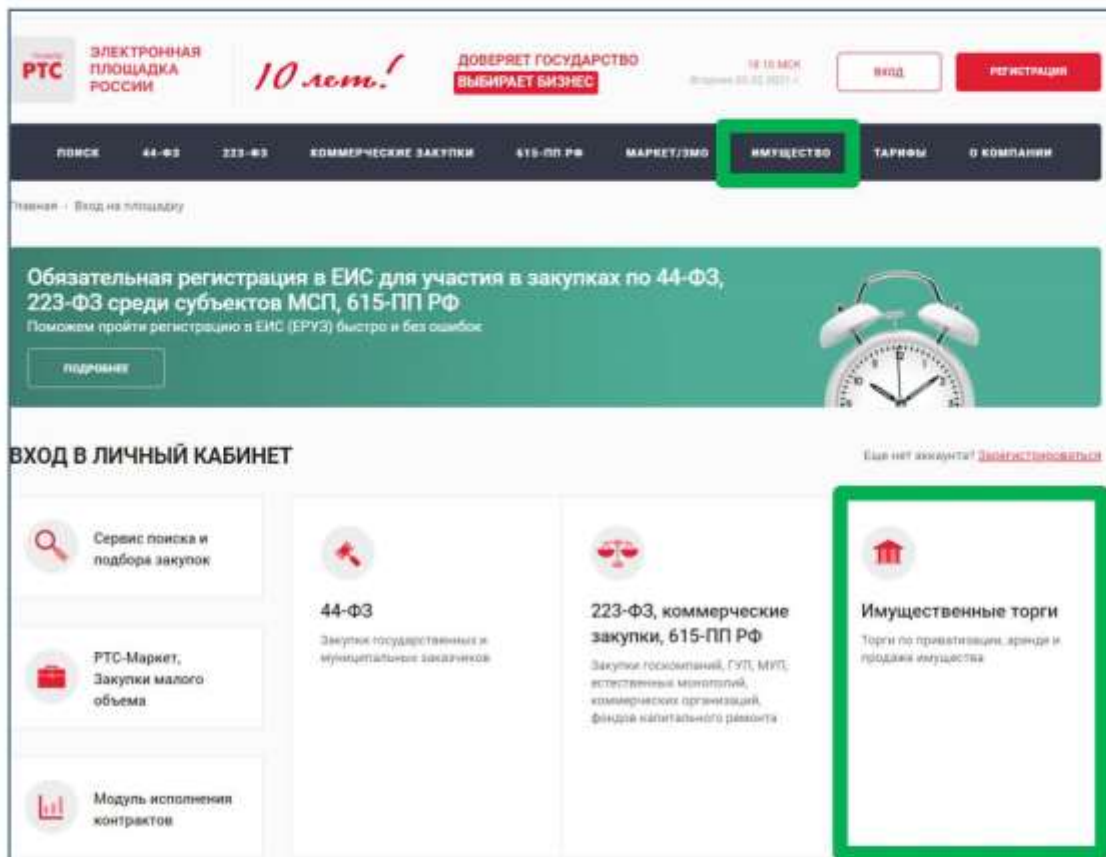 РТС
ЭЛЕКТРОННАЯ
ПЛОЩАДКА
РОССИИ
10 лет!
ДОВЕРЯЕТ ГОСУДАРСТВО
ВЫБИРАЕТ БИЗНЕС
ВХОД
РЕГИСТРАЦИЯ
ПОИСК 44-ФЗ 223-ФЗ КОММЕРЧЕСКИЕ ЗАКУПКИ 615-ПП РФ МАРКЕТ/ЗМО ИМУЩЕСТВО ТАРИФЫ О КОМПАНИИ
Главная Вход на площадку
Обязательная регистрация в ЕИС для участия в закупках по 44-ФЗ,
223-ФЗ среди субъектов МСП, 615-ПП РФ
Поможем пройти регистрацию в ЕИС (ЕРУЗ) быстро и без ошибок
ПОДРОБНЕЕ
ВХОД В ЛИЧНЫЙ КАБИНЕТ
Еще нет аккаунта? Зарегистрироваться
Сервис поиска и
подбора закупок
РТС-Маркет,
Закупки малого
объема
Модуль исполнения
контрактов
44-ФЗ
Закупки государственных и
муниципальных заказчиков
223-ФЗ, коммерческие
закупки, 615-ПП РФ
Закупки госкомпаний, ГУП, МУП,
естественных монополий,
коммерческих организаций,
фондов капитального ремонта
Имущественные торги
Торги по приватизации, аренде и
продаже имущества